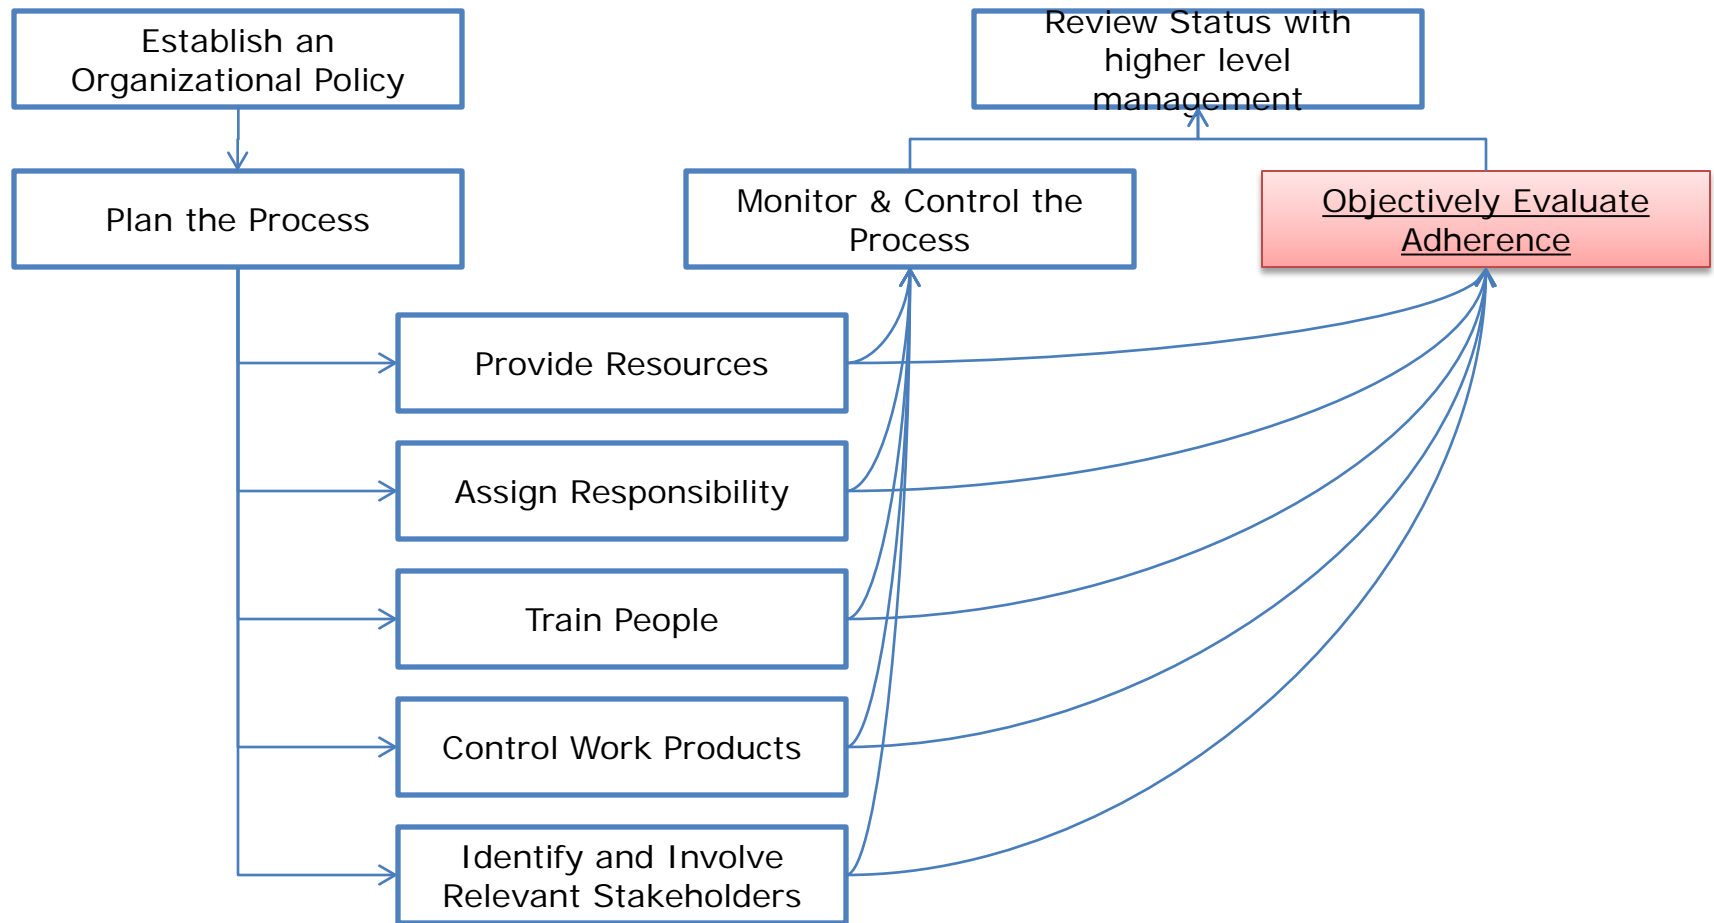 Establish an
Organizational Policy
Review Status with
higher level
management
Plan the Process
Monitor & Control the
Process
Objectively Evaluate
Adherence
Provide Resources
Assign Responsibility
Train People
Control Work Products
Identify and Involve
Relevant Stakeholders